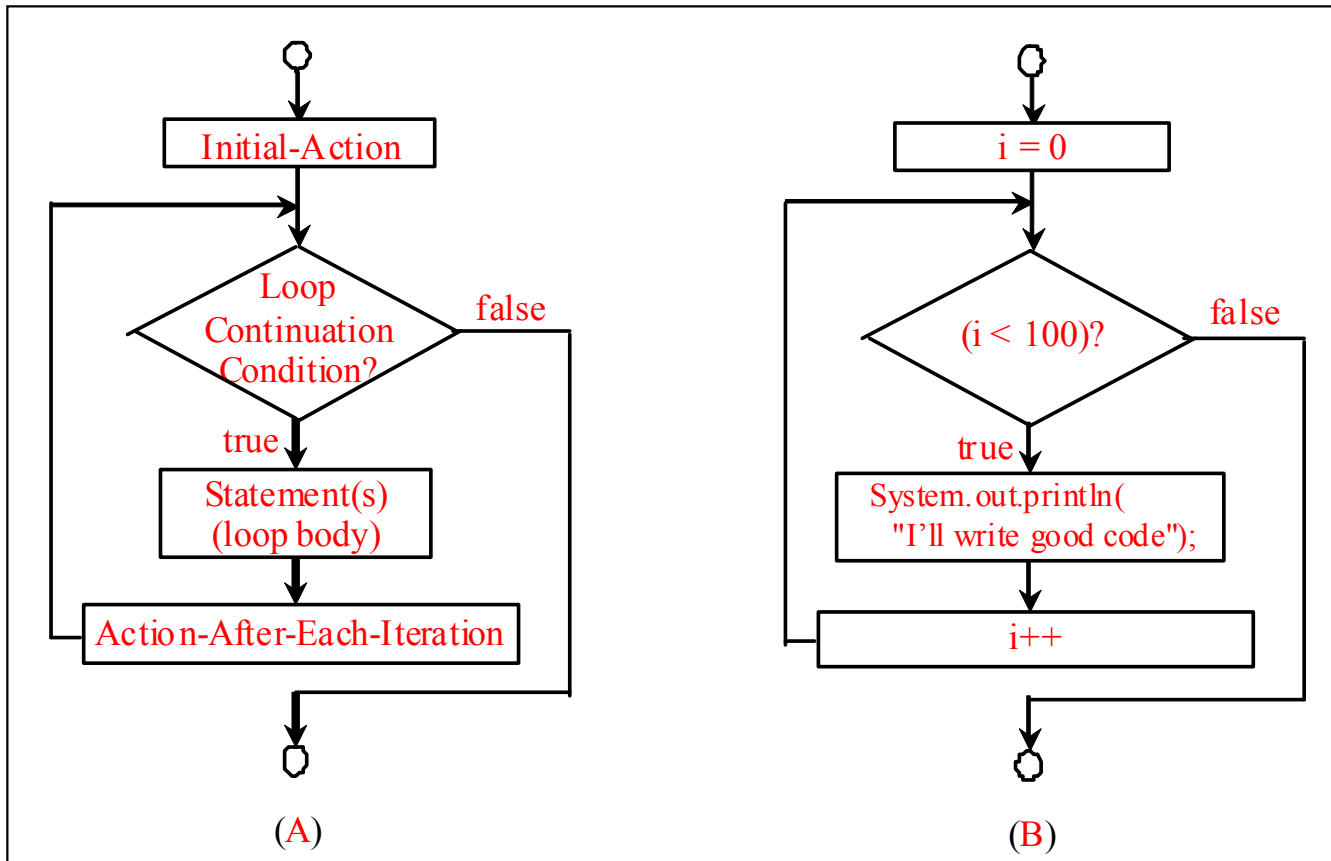 Initial-Action
Loop
Continuation
Condition?
false
true
Statement(s)
(loop body)
Action-After-Each-Iteration
(A)
i = 0
(i < 100)?
false
true
System.out.println(
"I’ll write good code");
i++
(B)